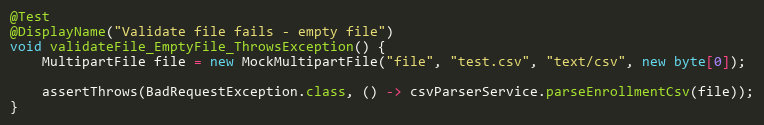 @Test
@DisplayName("Validate file fails - empty file")
void validateFile_EmptyFile_ThrowsException() {
    MultipartFile file = new MockMultipartFile("file", "test.csv", "text/csv", new byte[0]);

    assertThrows(BadRequestException.class, () -> csvParserService.parseEnrollmentCsv(file));
}